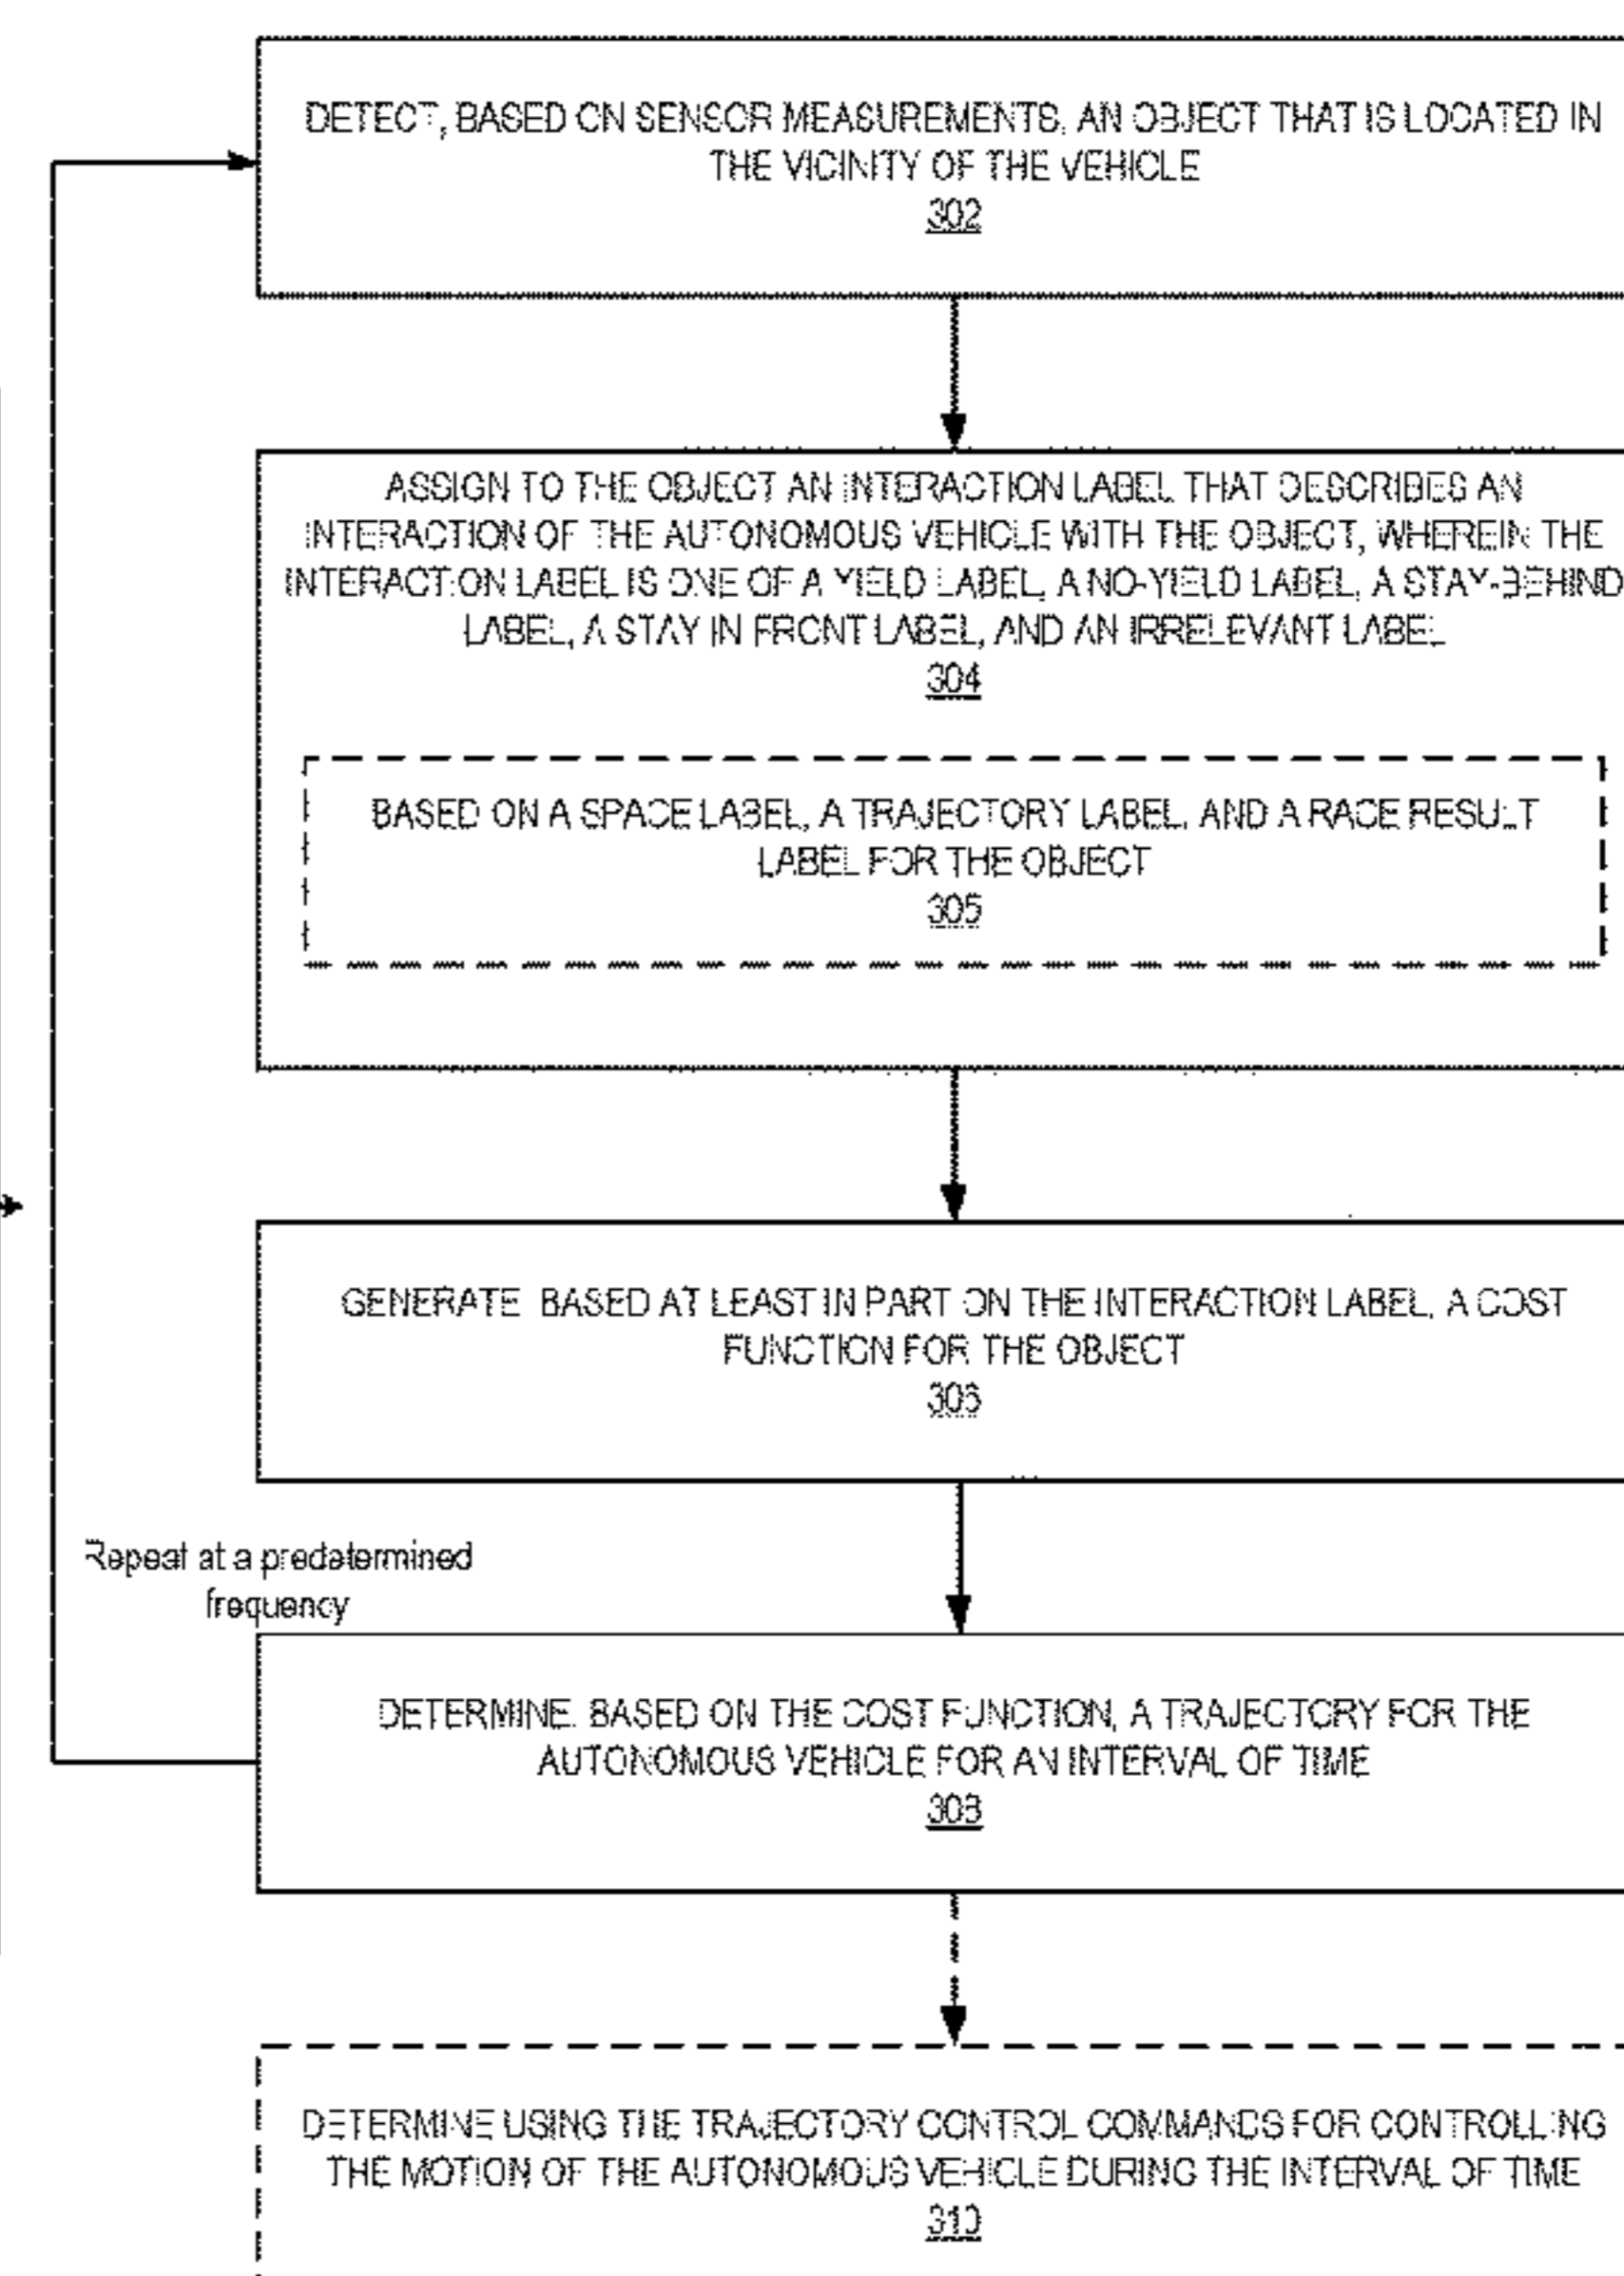 DETECT, BASED ON SENSOR MEASUREMENTS, AN OBJECT THAT IS LOCATED IN
THE VICINITY OF THE VEHICLE
302
ASSIGN TO THE OBJECT AN INTERACTION LABEL THAT DESCRIBES AN
INTERACTION OF THE AUTONOMOUS VEHICLE WITH THE OBJECT, WHEREIN THE
INTERACTION LABEL IS ONE OF A YIELD LABEL, A NO-YIELD LABEL, A STAY-BEHIND
LABEL, A STAY IN FRONT LABEL, AND AN IRRELEVANT LABEL
304
BASED ON A SPACE LABEL, A TRAJECTORY LABEL, AND A RACE RESULT
LABEL FOR THE OBJECT
305
GENERATE BASED AT LEAST IN PART ON THE INTERACTION LABEL, A COST
FUNCTION FOR THE OBJECT
306
Repeat at a predetermined
frequency
DETERMINE, BASED ON THE COST FUNCTION, A TRAJECTORY FOR THE
AUTONOMOUS VEHICLE FOR AN INTERVAL OF TIME
308
DETERMINE USING THE TRAJECTORY CONTROL COMMANDS FOR CONTROLLING
THE MOTION OF THE AUTONOMOUS VEHICLE DURING THE INTERVAL OF TIME
310